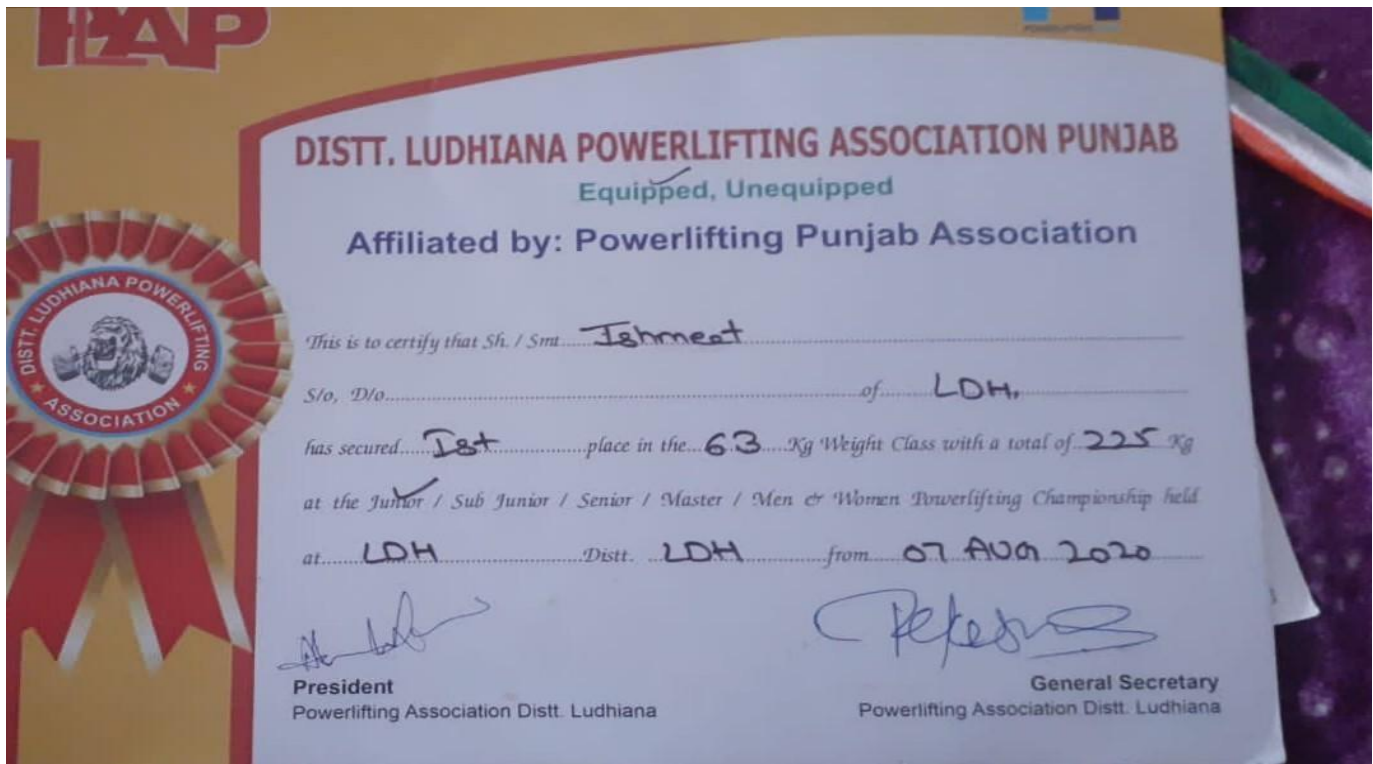 PLAP
DISTT. LUDHIANA POWERLIFTING ASSOCIATION PUNJAB
Equipped, Unequipped
Affiliated by: Powerlifting Punjab Association
DISTT. LUDHIANA POWERLIFTING
ASSOCIATION
This is to certify that Sh. / Smt. Ishmeat
S/o, D/o of LDH.
has secured Ist place in the 63 Kg Weight Class with a total of 225 Kg
at the Junior / Sub Junior / Senior / Master / Men & Women Powerlifting Championship held
at LDH Distt. LDH from 07 AUG 2020
President
Powerlifting Association Distt. Ludhiana
General Secretary
Powerlifting Association Distt. Ludhiana